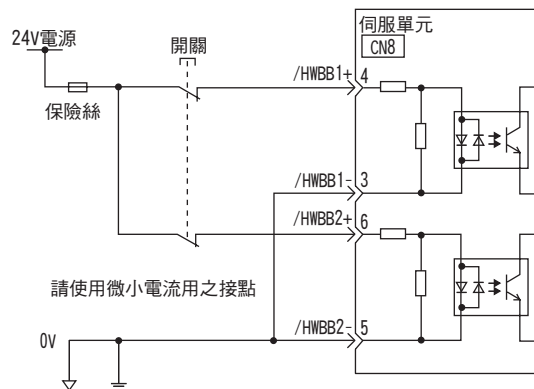 24V電源
保險絲
開關
伺服單元
CN8
/HWBB1+ 4
/HWBB1- 3
/HWBB2+ 6
請使用微小電流用之接點
/HWBB2- 5
0V